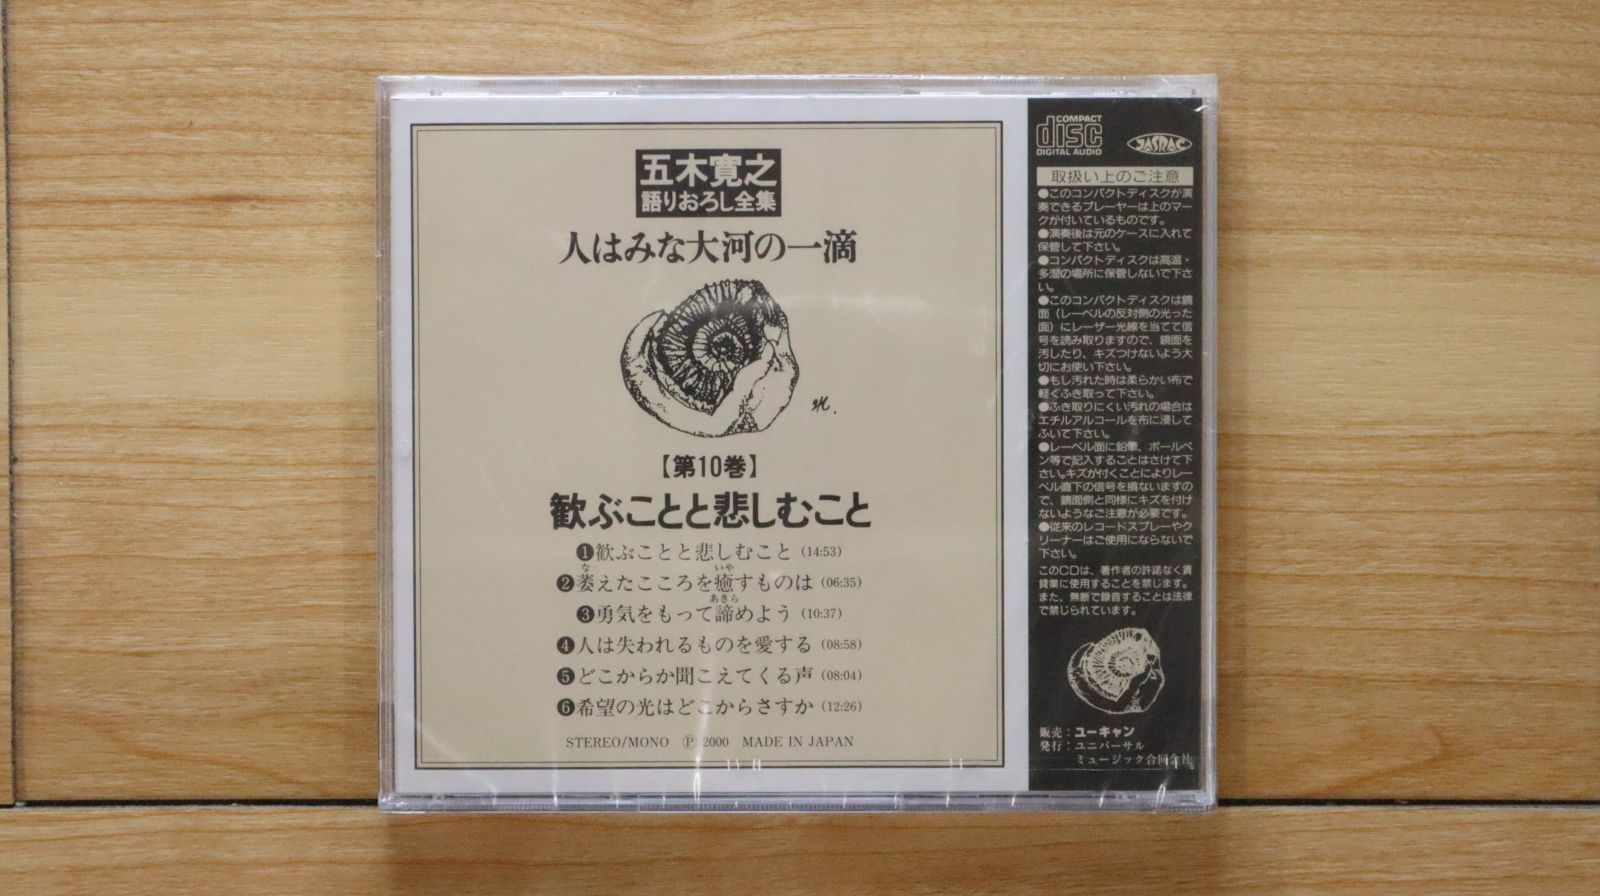 五木寛之
語りおろし全集
人はみな大河の一滴
【第10巻】
歓ぶことと悲しむこと
❶歓ぶことと悲しむこと (14:53)
❷萎えたこころを癒すものは (06:35)
な いや
❸勇気をもって諦めよう (10:37)
あきら
❹人は失われるものを愛する (08:58)
❺どこからか聞こえてくる声 (08:04)
❻希望の光はどこからさすか (12:26)
STEREO/MONO Ⓟ 2000 MADE IN JAPAN
COMPACT
disc
DIGITAL AUDIO
JASRAC
取扱い上のご注意
●このコンパクトディスクが演
奏できるプレーヤーは上のマー
クが付いているものです。
●演奏後は元のケースに入れて
保管して下さい。
●コンパクトディスクは高温・
多湿の場所に保管しないで下さ
い。
●このコンパクトディスクは鏡
面（レーベルの反対側の光った
面）にレーザー光線を当てて信
号を読み取りますので、鏡面を
汚したり、キズつけないよう大
切にお使い下さい。
●もし汚れた時は柔らかい布で
軽くふき取って下さい。
●ふき取りにくい汚れの場合は
エチルアルコールを布に浸して
ふいて下さい。
●レーベル面に鉛筆、ボールペ
ン等で記入することはさけて下
さい。キズが付くことによりレー
ベル直下の信号を損ないますの
で、鏡面側と同様にキズを付け
ないようなご注意が必要です。
●従来のレコードスプレーやク
リーナーはご使用にならないで
下さい。
このCDは、著作者の許諾なく賃
貸業に使用することを禁じます。
また、無断で録音することは法律
で禁じられています。
販売：ユーキャン
発行：ユニバーサル
ミュージック合同会社